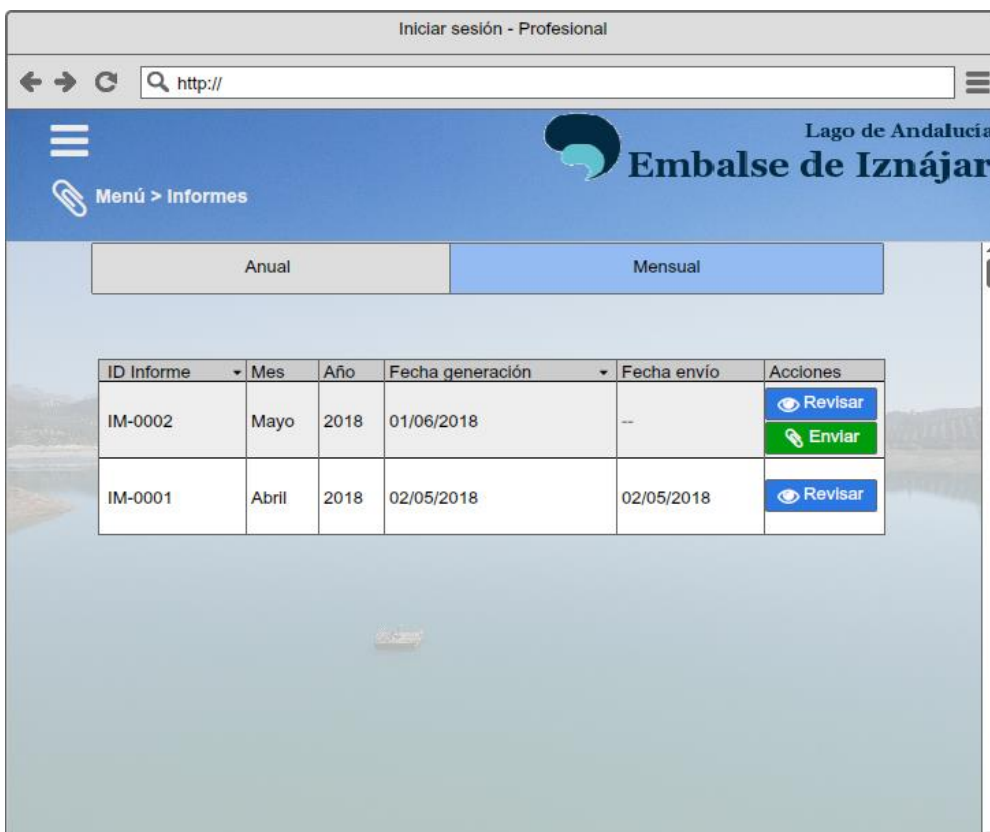 Iniciar sesión - Profesional
http://
Lago de Andalucía
Embalse de Iznájar
Menú > Informes
Anual Mensual
ID Informe Mes Año Fecha generación Fecha envío Acciones
IM-0002 Mayo 2018 01/06/2018 -- Revisar
Enviar
IM-0001 Abril 2018 02/05/2018 02/05/2018 Revisar